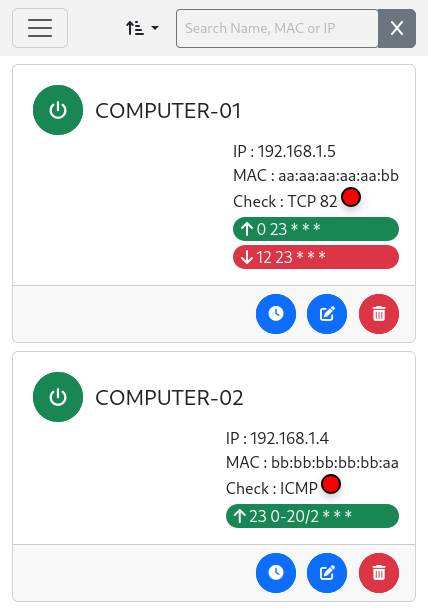 Search Name, MAC or IP
X
COMPUTER-01
IP : 192.168.1.5
MAC : aa:aa:aa:aa:aa:bb
Check : TCP 82
↑ 0 23 * * *
↓ 12 23 * * *
COMPUTER-02
IP : 192.168.1.4
MAC : bb:bb:bb:bb:bb:aa
Check : ICMP
↑ 23 0-20/2 * * *